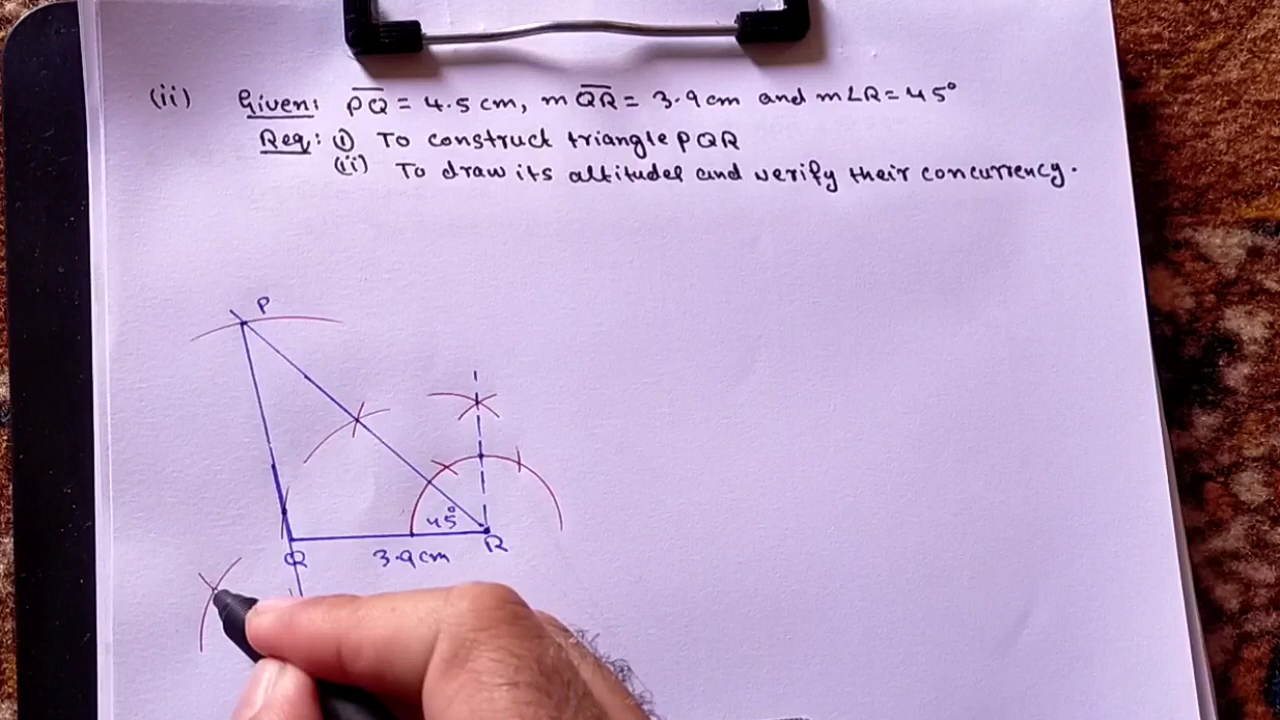 (ii) Given: PQ = 4.5 cm, m QR = 3.9 cm and m∠R = 45°
Req: (i) To construct triangle PQR
(ii) To draw its altitudes and verify their concurrency.
P
45°
Q
R
3.9cm